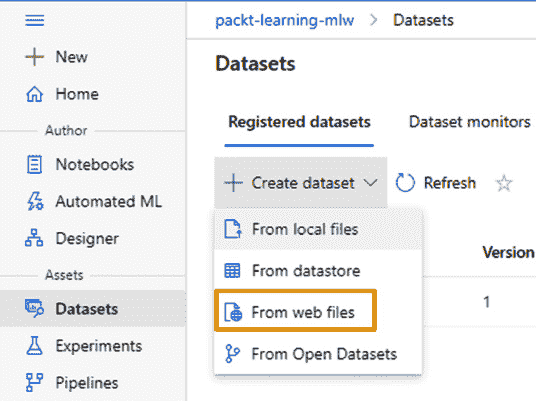 packt-learning-mlw > Datasets
New
Home
Author
Notebooks
Automated ML
Designer
Assets
Datasets
Experiments
Pipelines
Datasets
Registered datasets Dataset monitors
Create dataset Refresh
From local files
From datastore
From web files
From Open Datasets
Version
1